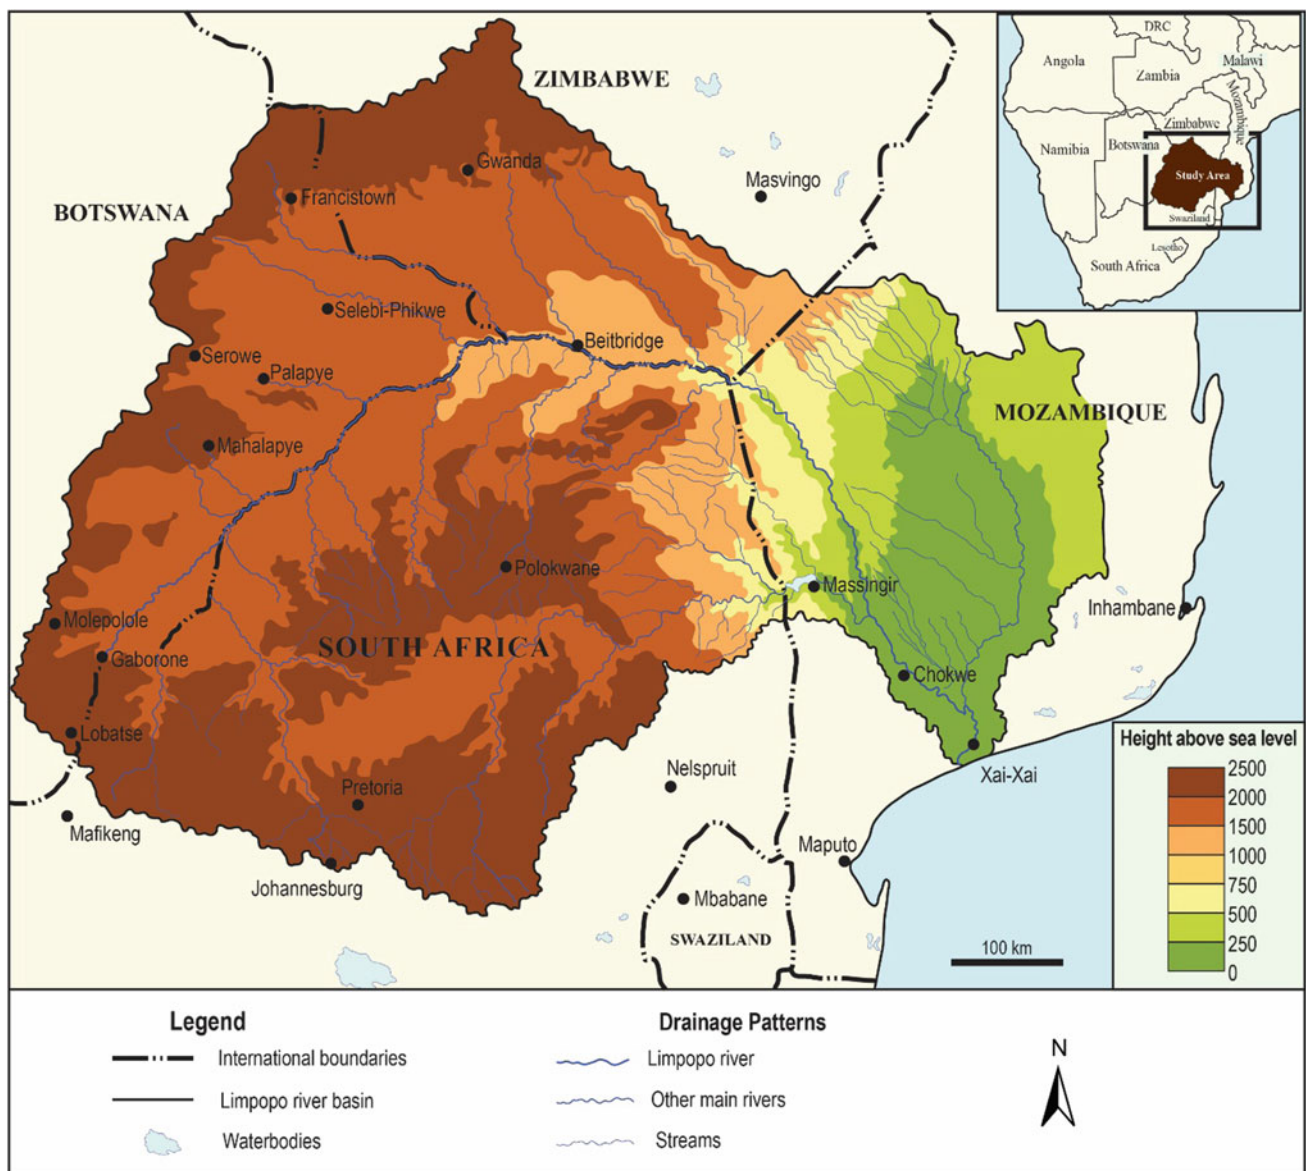 ZIMBABWE
BOTSWANA
Gwanda
Francistown
Masvingo
Selebi-Phikwe
Beitbridge
Serowe
Palapye
MOZAMBIQUE
Mahalapye
Polokwane
Massingir
Inhambane
Molepolole
SOUTH AFRICA
Gaborone
Chokwe
Lobatse
Xai-Xai
Nelspruit
Pretoria
Mafikeng
Maputo
Johannesburg
Mbabane
SWAZILAND
100 km
DRC
Angola
Malawi
Zambia
Mozambique
Zimbabwe
Namibia
Botswana
Study Area
Swaziland
Lesotho
South Africa
Height above sea level
2500
2000
1500
1000
750
500
250
0
Legend
International boundaries
Limpopo river basin
Waterbodies
Drainage Patterns
Limpopo river
Other main rivers
Streams
N